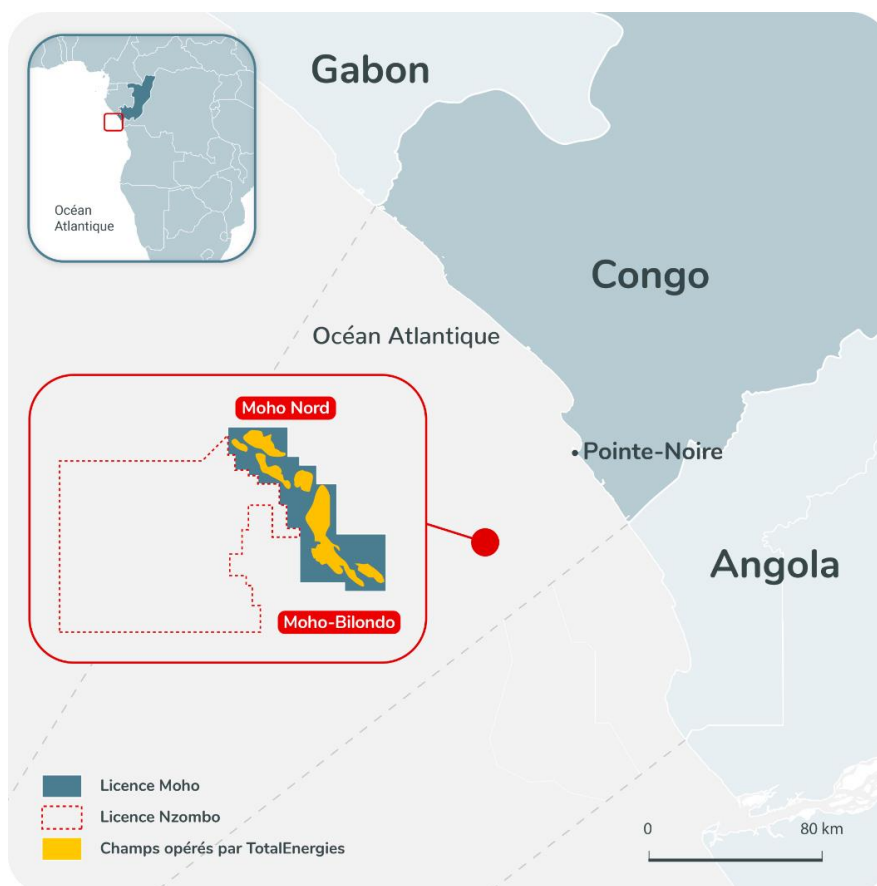 Gabon
Océan
Atlantique
Congo
Océan Atlantique
Moho Nord
Pointe-Noire
Angola
Moho-Bilondo
Licence Moho
Licence Nzombo
Champs opérés par TotalEnergies
0
80 km